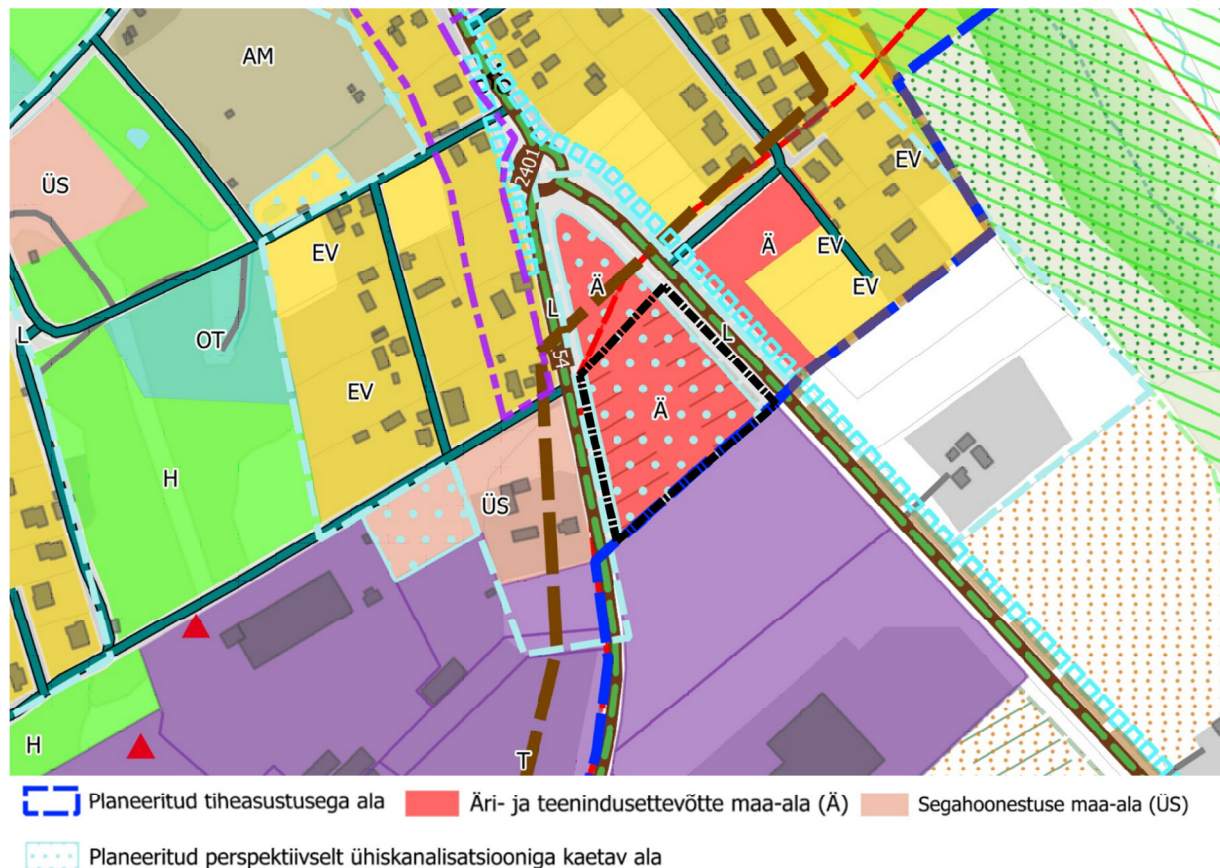 AM
2401
ÜS
EV
EV
Ä
EV
Ä
EV
L
L
L
OT
54
EV
Ä
H
ÜS
H
T
Planeeritud tiheasustusega ala
Äri- ja teenindusettevõtte maa-ala (Ä)
Segahoonestuse maa-ala (ÜS)
Planeeritud perspektiivselt ühiskanalisatsiooniga kaetav ala